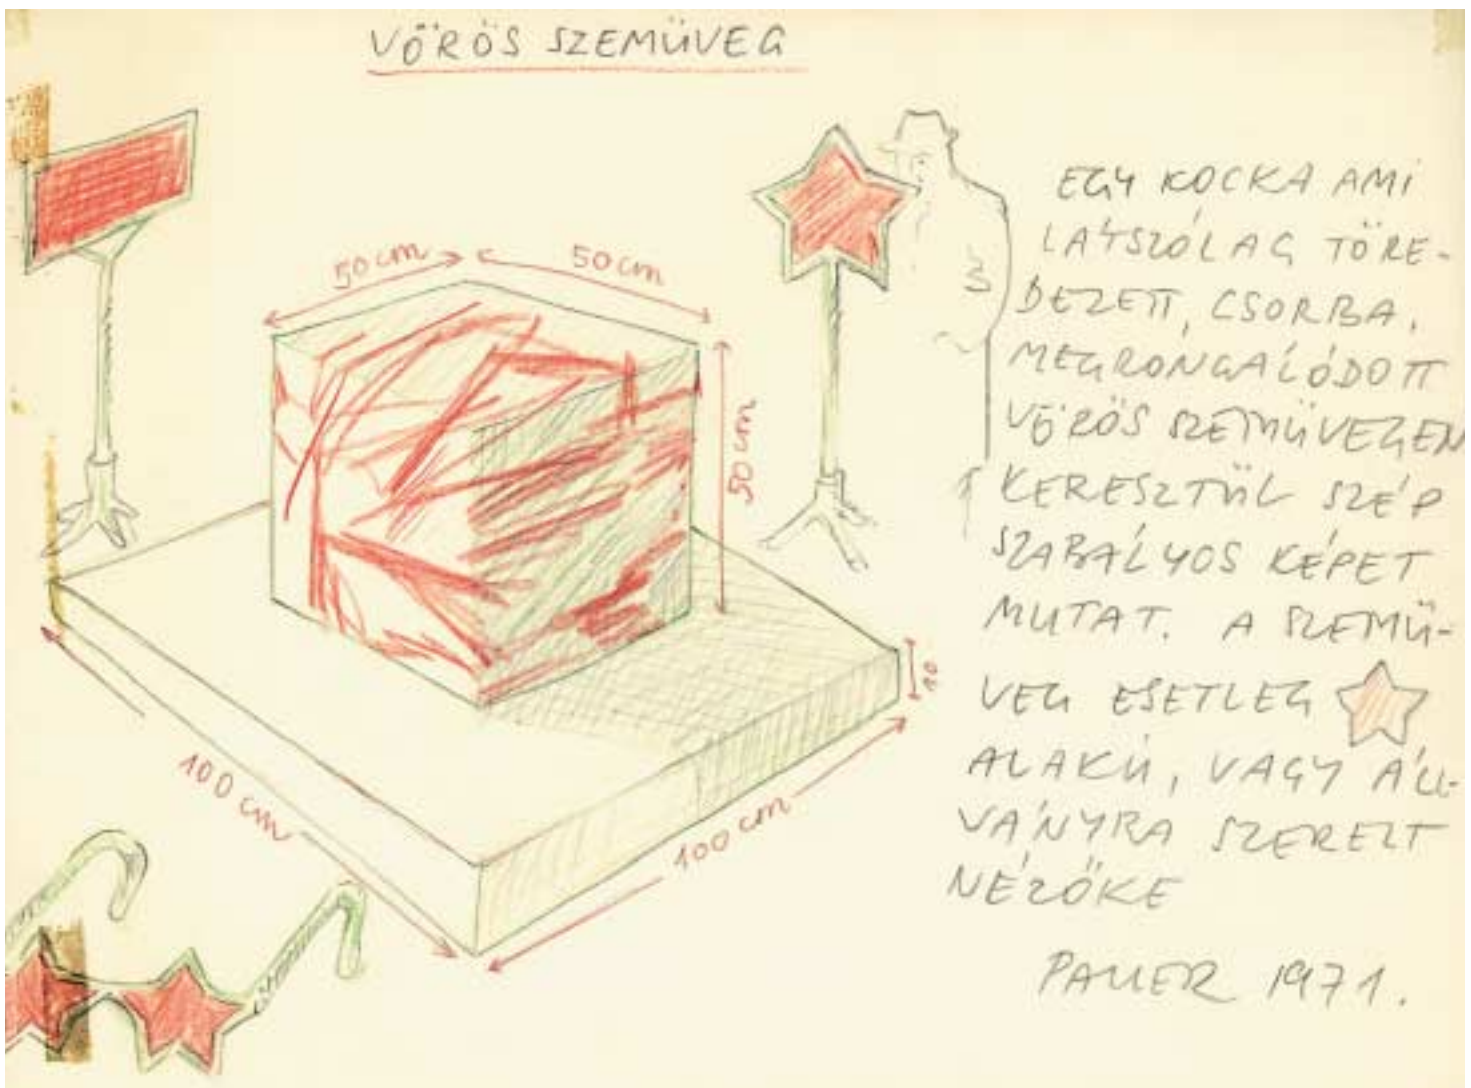 VÖRÖS SZEMÜVEG
50 cm
50 cm
50 cm
10
100 cm
100 cm
EGY KOCKA AMI
LÁTSZÓLAG TÖRE-
DEZETT, CSORBA,
MEGRONGÁLÓDOTT
VÖRÖS SZEMÜVEGEN
KERESZTÜL SZÉP
SZABÁLYOS KÉPET
MUTAT. A SZEMÜ-
VEG ESETLEG
ALAKÚ, VAGY ÁLL-
VÁNYRA SZERELT
NÉZŐKE
PAUER 1971.